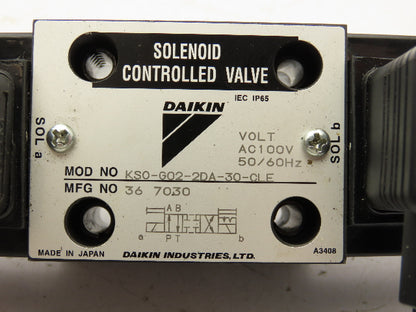 SOLENOID
CONTROLLED VALVE
IEC IP65
DAIKIN
VOLT
AC100V
50/60Hz
SOL a
SOL b
MOD NO KSO-G02-2DA-30-CLE
MFG NO 36 7030
A B
a P T b
MADE IN JAPAN DAIKIN INDUSTRIES, LTD. A3408